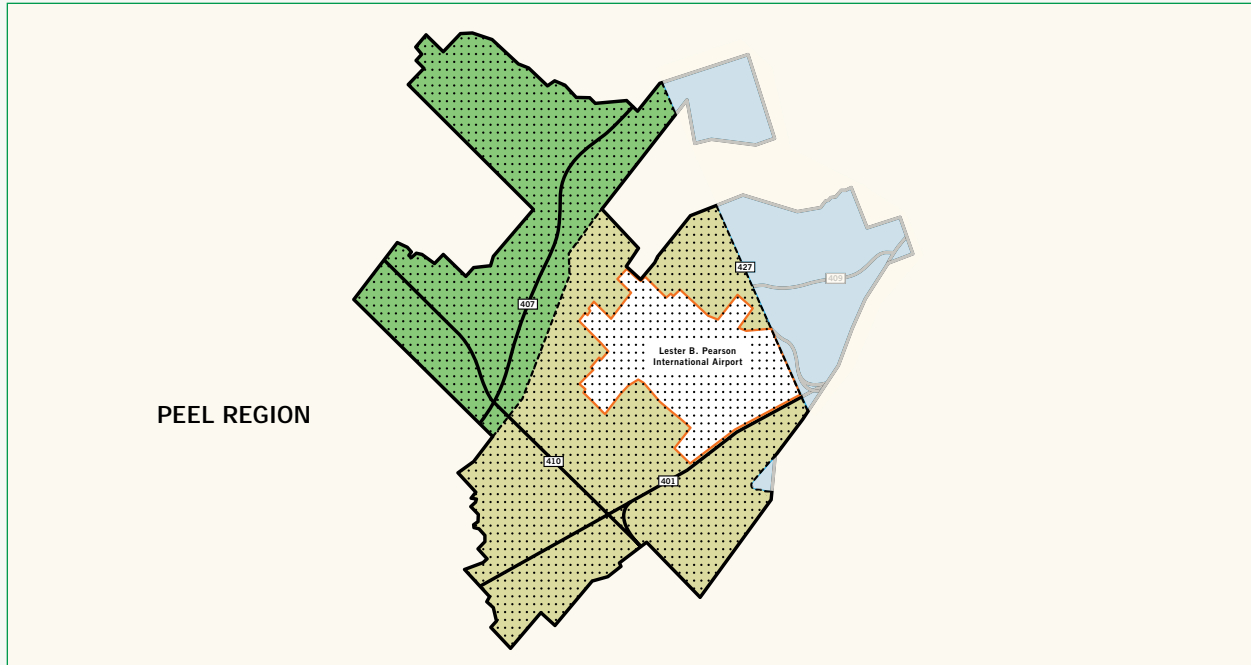 427
409
407
Lester B. Pearson
International Airport
PEEL REGION
410
401